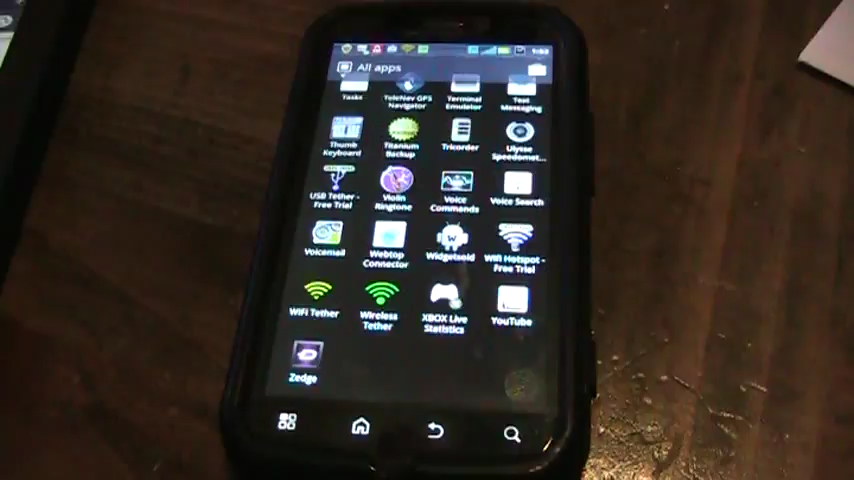 1:53
All apps
Tasks
TeleNav GPS
Navigator
Terminal
Emulator
Text
Messaging
Thumb
Keyboard
Titanium
Backup
Tricorder
Ulysse
Speedomet...
USB Tether -
Free Trial
Violin
Ringtone
Voice
Commands
Voice Search
Voicemail
Webtop
Connector
Widgetsoid
Wifi Hotspot -
Free Trial
WiFi Tether
Wireless
Tether
XBOX Live
Statistics
YouTube
Zedge